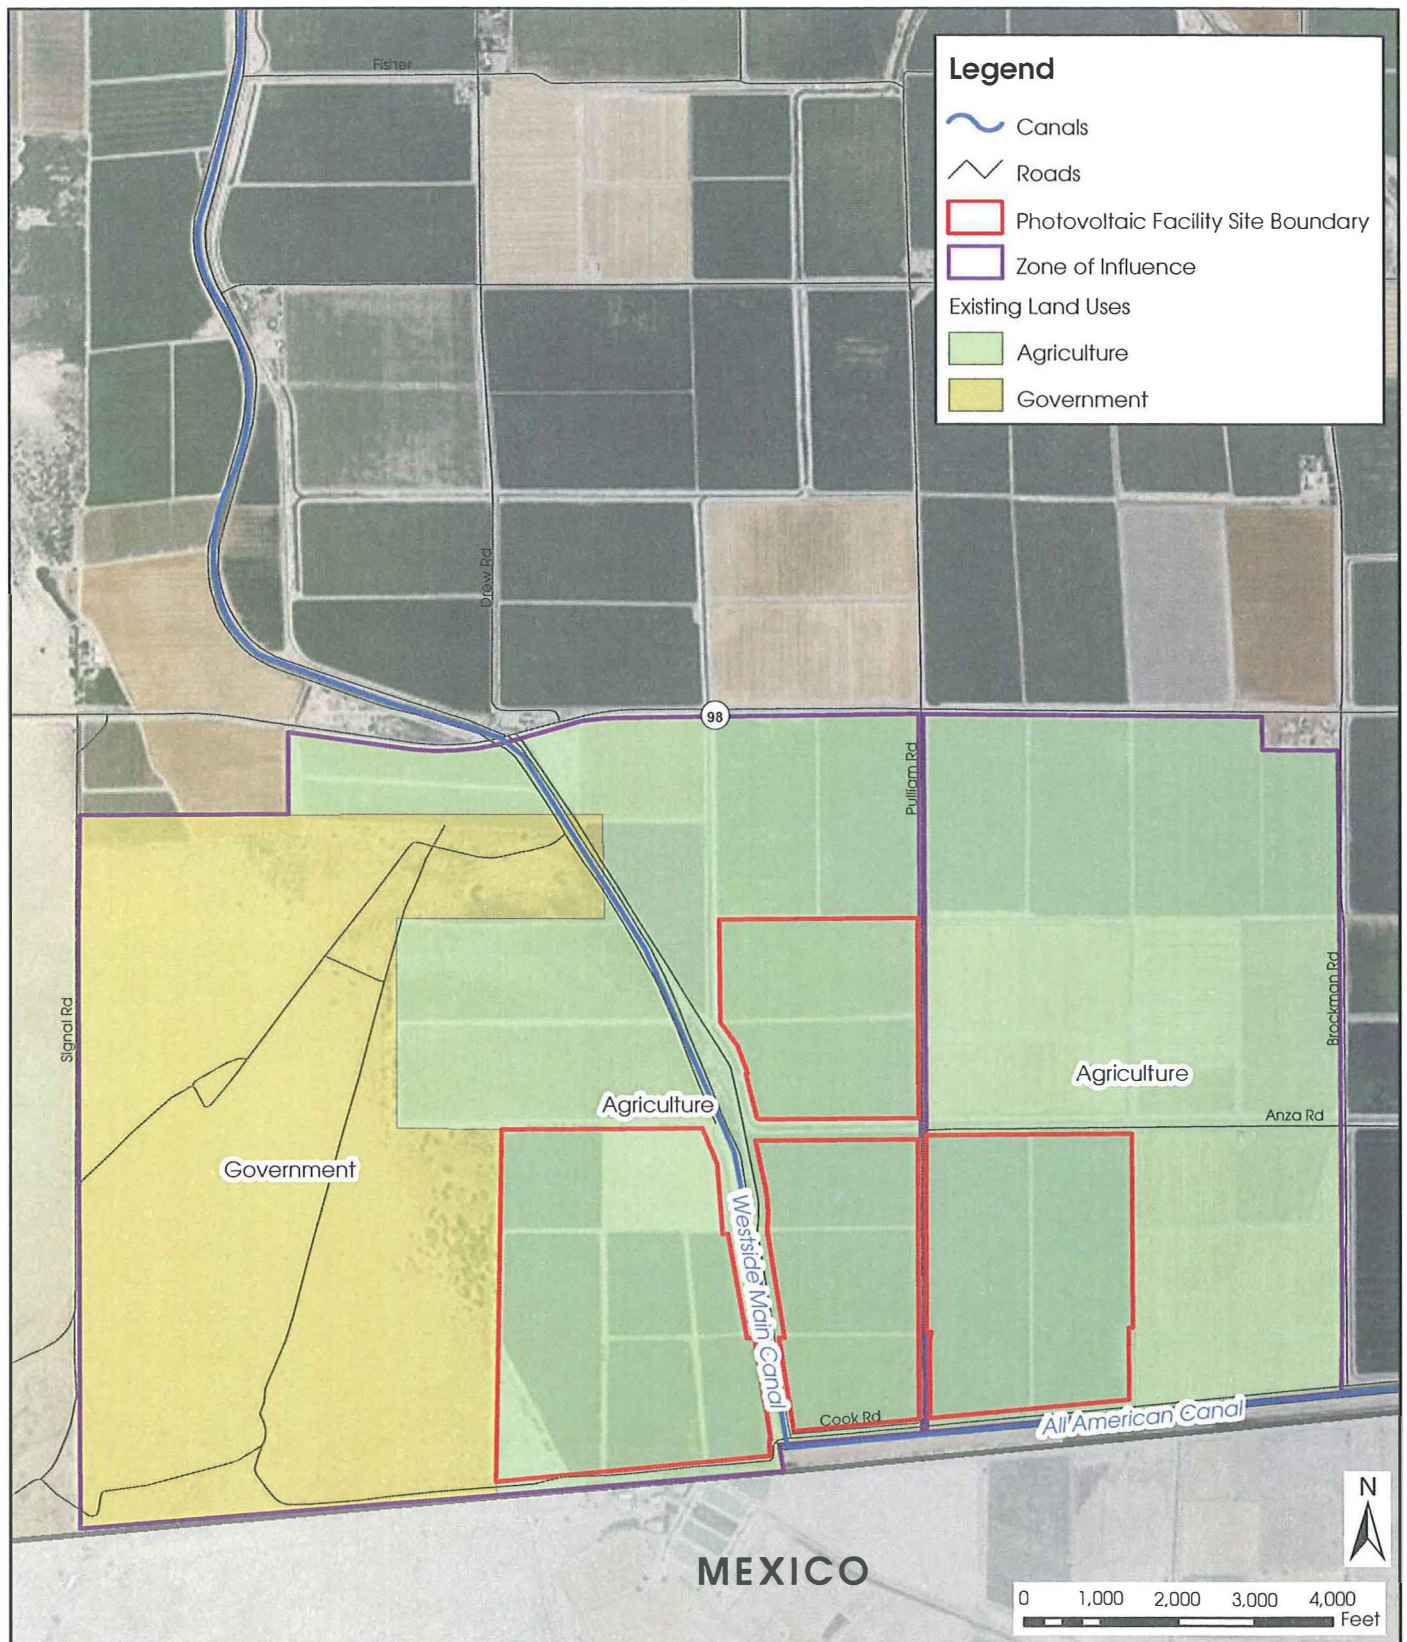 Fisher
Legend
Canals
Roads
Photovoltaic Facility Site Boundary
Zone of Influence
Existing Land Uses
Agriculture
Government
Drew Rd
98
Pulliam Rd
Signal Rd
Brockman Rd
Agriculture
Agriculture
Anza Rd
Government
Westside Main Canal
Cook Rd
All American Canal
N
MEXICO
0 1,000 2,000 3,000 4,000
Feet